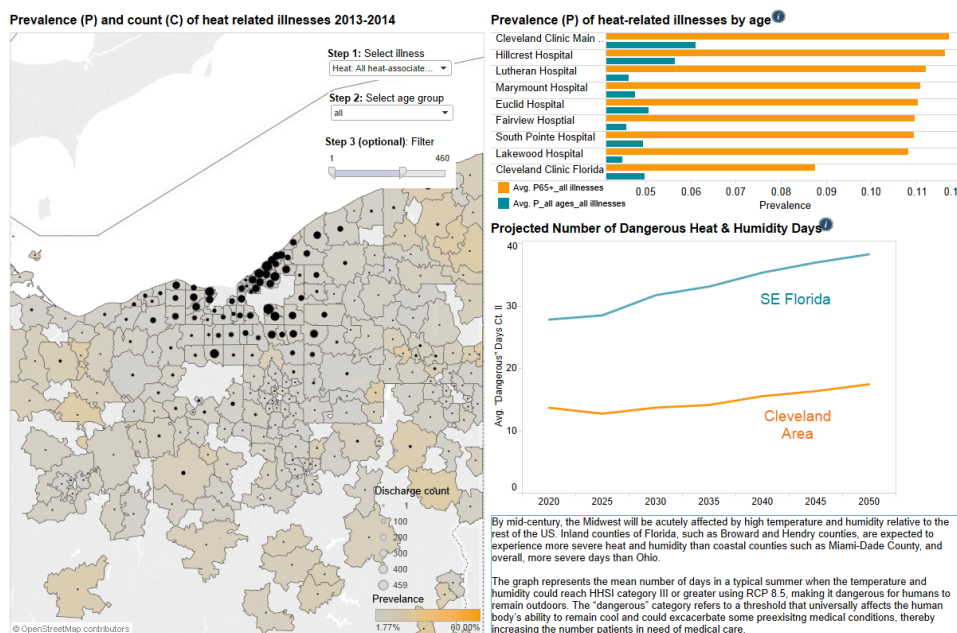 Prevalence (P) and count (C) of heat related illnesses 2013-2014
Step 1: Select illness
Heat: All heat-associate...
Step 2: Select age group
all
Step 3 (optional): Filter
1 460
Discharge count
1
100
200
300
400
459
Prevelance
1.77% 60.00%
© OpenStreetMap contributors
Prevalence (P) of heat-related illnesses by age
Cleveland Clinic Main ..
Hillcrest Hospital
Lutheran Hospital
Marymount Hospital
Euclid Hospital
Fairview Hosptial
South Pointe Hospital
Lakewood Hospital
Cleveland Clinic Florida
0.05 0.06 0.07 0.08 0.09 0.10 0.11 0.1
Avg. P65+_all illnesses
Avg. P_all ages_all illlnesses
Prevalence
Projected Number of Dangerous Heat & Humidity Days
Avg. "Dangerous" Days Ct. II
40
30
20
10
0
SE Florida
Cleveland
Area
2020 2025 2030 2035 2040 2045 2050
By mid-century, the Midwest will be acutely affected by high temperature and humidity relative to the
rest of the US. Inland counties of Florida, such as Broward and Hendry counties, are expected to
experience more severe heat and humidity than coastal counties such as Miami-Dade County, and
overall, more severe days than Ohio.
The graph represents the mean number of days in a typical summer when the temperature and
humidity could reach HHSI category III or greater using RCP 8.5, making it dangerous for humans to
remain outdoors. The "dangerous" category refers to a threshold that universally affects the human
body's ability to remain cool and could excacerbate some preexisitng medical conditions, thereby
increasing the number patients in need of medical care.